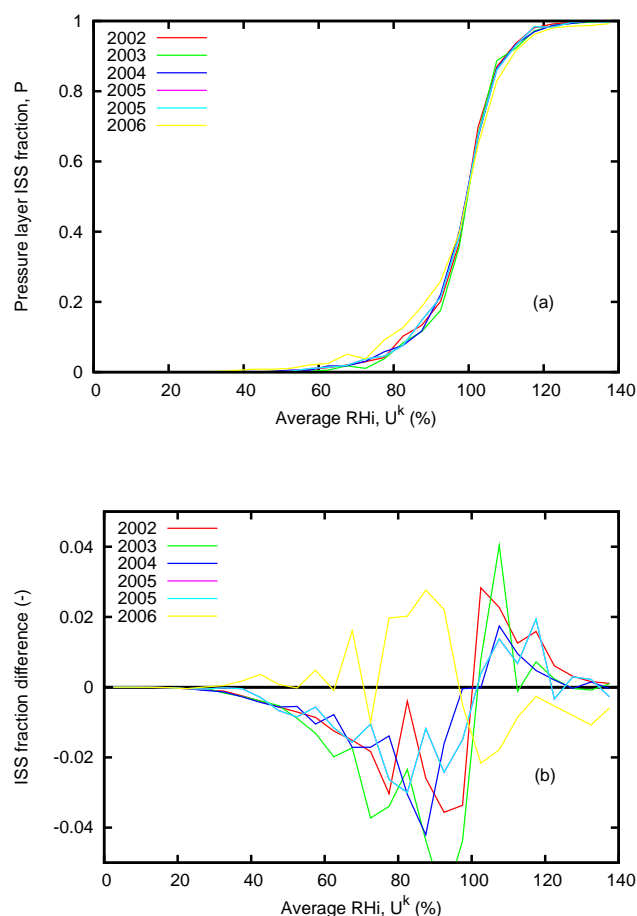 Pressure layer ISS fraction, P
1
0.8
0.6
0.4
0.2
0
2002
2003
2004
2005
2005
2006
(a)
0 20 40 60 80 100 120 140
Average RHi, U^k (%)
ISS fraction difference (-)
0.04
0.02
0
-0.02
-0.04
2002
2003
2004
2005
2005
2006
(b)
0 20 40 60 80 100 120 140
Average RHi, U^k (%)